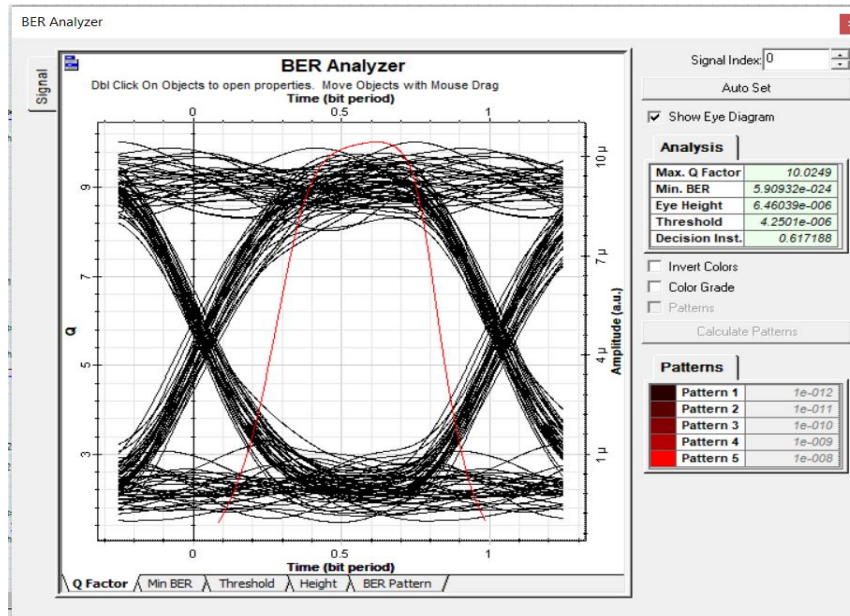 BER Analyzer
Signal
BER Analyzer
Dbl Click On Objects to open properties. Move Objects with Mouse Drag
Time (bit period)
0 0.5 1
Q
9
7
5
3
Amplitude (a.u.)
10 µ
7 µ
4 µ
1 µ
0 0.5 1
Time (bit period)
Q Factor Min BER Threshold Height BER Pattern
Signal Index: 0
Auto Set
Show Eye Diagram
Analysis
Max. Q Factor 10.0249
Min. BER 5.90932e-024
Eye Height 6.46039e-006
Threshold 4.2501e-006
Decision Inst. 0.617188
Invert Colors
Color Grade
Patterns
Calculate Patterns
Patterns
Pattern 1 1e-012
Pattern 2 1e-011
Pattern 3 1e-010
Pattern 4 1e-009
Pattern 5 1e-008